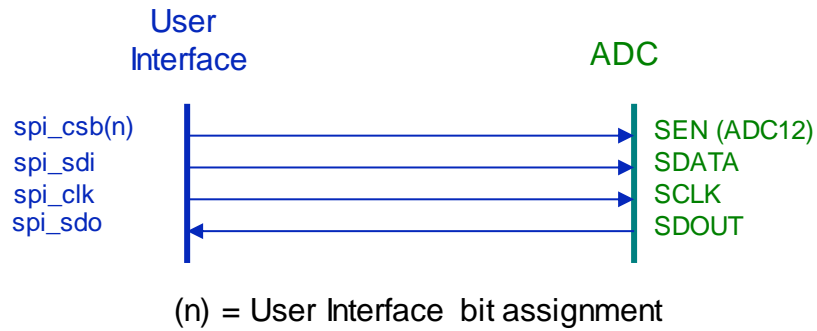 User
Interface
ADC
spi_csb(n)
SEN (ADC12)
spi_sdi
SDATA
spi_clk
SCLK
spi_sdo
SDOUT
(n) = User Interface bit assignment